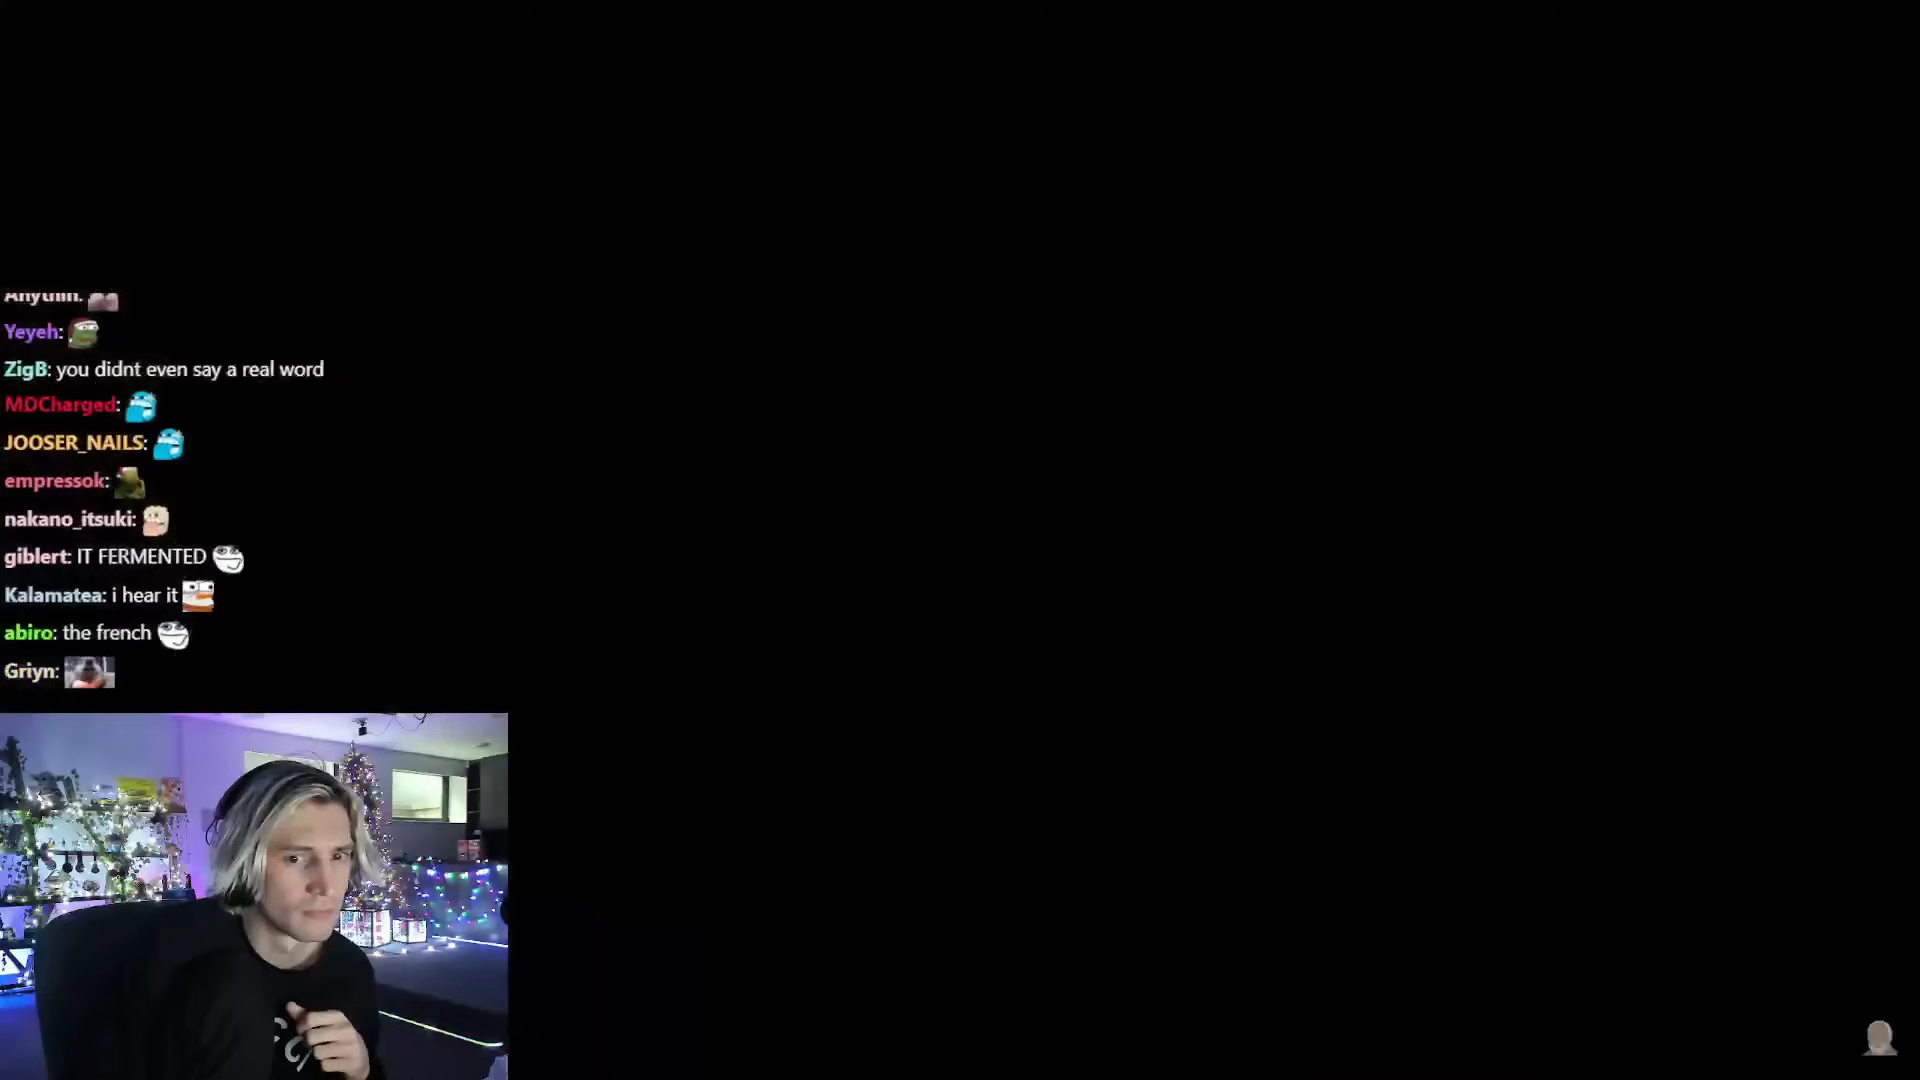 Yeyeh:
ZigB: you didnt even say a real word
MDCharged:
JOOSER_NAILS:
empressok:
nakano_itsuki:
giblert: IT FERMENTED
Kalamatea: i hear it
abiro: the french
Griyn: